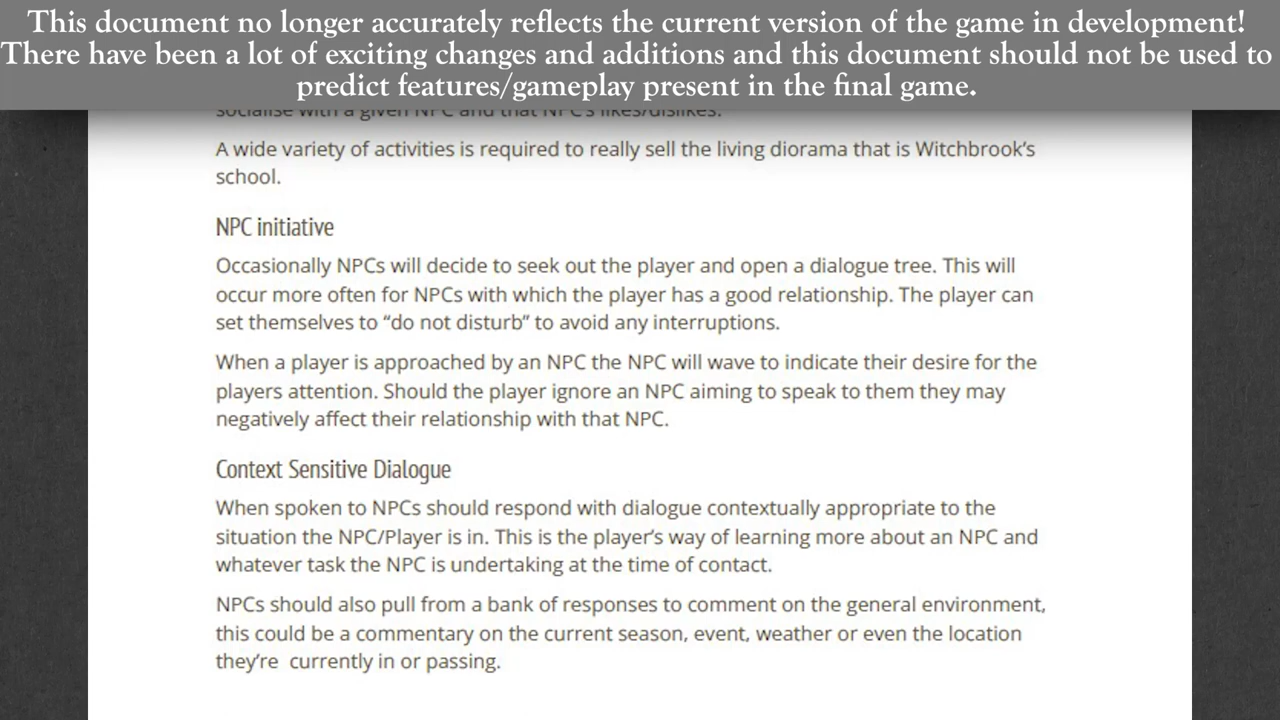 This document no longer accurately reflects the current version of the game in development!
There have been a lot of exciting changes and additions and this document should not be used to
predict features/gameplay present in the final game.
socialise with a given NPC and that NPC's likes/dislikes.
A wide variety of activities is required to really sell the living diorama that is Witchbrook's
school.
NPC initiative
Occasionally NPCs will decide to seek out the player and open a dialogue tree. This will
occur more often for NPCs with which the player has a good relationship. The player can
set themselves to “do not disturb” to avoid any interruptions.
When a player is approached by an NPC the NPC will wave to indicate their desire for the
players attention. Should the player ignore an NPC aiming to speak to them they may
negatively affect their relationship with that NPC.
Context Sensitive Dialogue
When spoken to NPCs should respond with dialogue contextually appropriate to the
situation the NPC/Player is in. This is the player's way of learning more about an NPC and
whatever task the NPC is undertaking at the time of contact.
NPCs should also pull from a bank of responses to comment on the general environment,
this could be a commentary on the current season, event, weather or even the location
they're  currently in or passing.